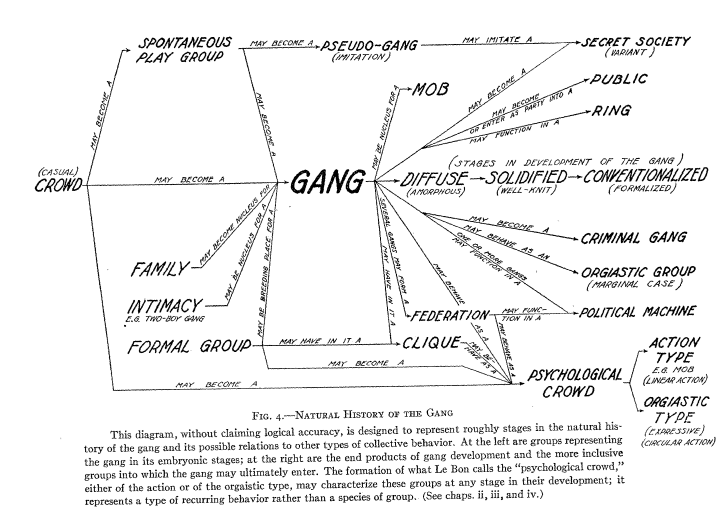 SPONTANEOUS
PLAY GROUP
MAY BECOME A
PSEUDO-GANG
(IMITATION)
MAY IMITATE A
SECRET SOCIETY
(VARIANT)
MAY BECOME A
MAY BECOME A
MAY BE NUCLEUS FOR A
MOB
MAY BECOME A
PUBLIC
MAY BECOME
OR ENTER AS PARTY INTO A
RING
MAY FUNCTION IN A
(CASUAL)
CROWD
MAY BECOME A
GANG
(STAGES IN DEVELOPMENT OF THE GANG)
DIFFUSE
(AMORPHOUS)
SOLIDIFIED
(WELL-KNIT)
CONVENTIONALIZED
(FORMALIZED)
MAY BECOME NUCLEUS FOR
FAMILY
MAY BE NUCLEUS FOR A
INTIMACY
E.G. TWO-BOY GANG
MAY BE BREEDING PLACE FOR A
SEVERAL GANGS MAY FORM A
MAY HAVE IN IT A
MAY BECOME A
CRIMINAL GANG
MAY BEHAVE AS AN
ORGIASTIC GROUP
(MARGINAL CASE)
ONE OR MORE GANGS
MAY FUNCTION IN A
POLITICAL MACHINE
MAY BEHAVE
AS A
FEDERATION
MAY FUNC-
TION IN A
FORMAL GROUP
MAY HAVE IN IT A
CLIQUE
MAY BE-
HAVE AS A
MAY BEHAVE AS A
MAY BECOME A
MAY BECOME A
PSYCHOLOGICAL
CROWD
ACTION
TYPE
E.G. MOB
(LINEAR ACTION)
ORGIASTIC
TYPE
(EXPRESSIVE)
(CIRCULAR ACTION)
FIG. 4.—NATURAL HISTORY OF THE GANG
This diagram, without claiming logical accuracy, is designed to represent roughly stages in the natural his-
tory of the gang and its possible relations to other types of collective behavior. At the left are groups representing
the gang in its embryonic stages; at the right are the end products of gang development and the more inclusive
groups into which the gang may ultimately enter. The formation of what Le Bon calls the "psychological crowd,"
either of the action or of the orgaistic type, may characterize these groups at any stage in their development; it
represents a type of recurring behavior rather than a species of group. (See chaps. ii, iii, and iv.)